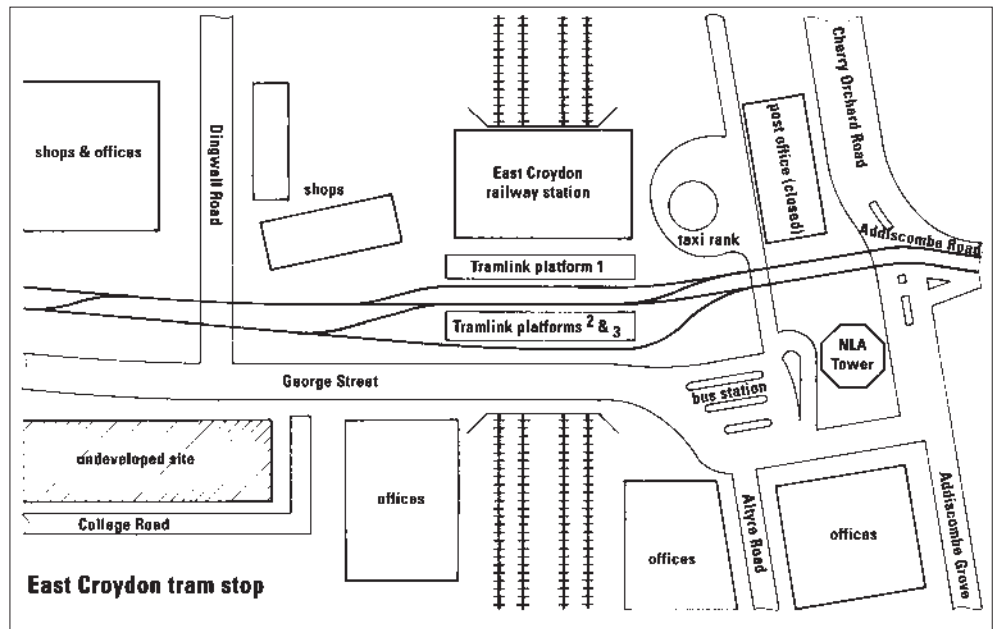 Cherry Orchard Road
shops & offices
Dingwall Road
shops
East Croydon
railway station
post office (closed)
taxi rank
Addiscombe Road
Tramlink platform 1
Tramlink platforms 2 & 3
NLA
Tower
George Street
bus station
undeveloped site
offices
College Road
offices
Altyre Road
offices
Addiscombe Grove
East Croydon tram stop